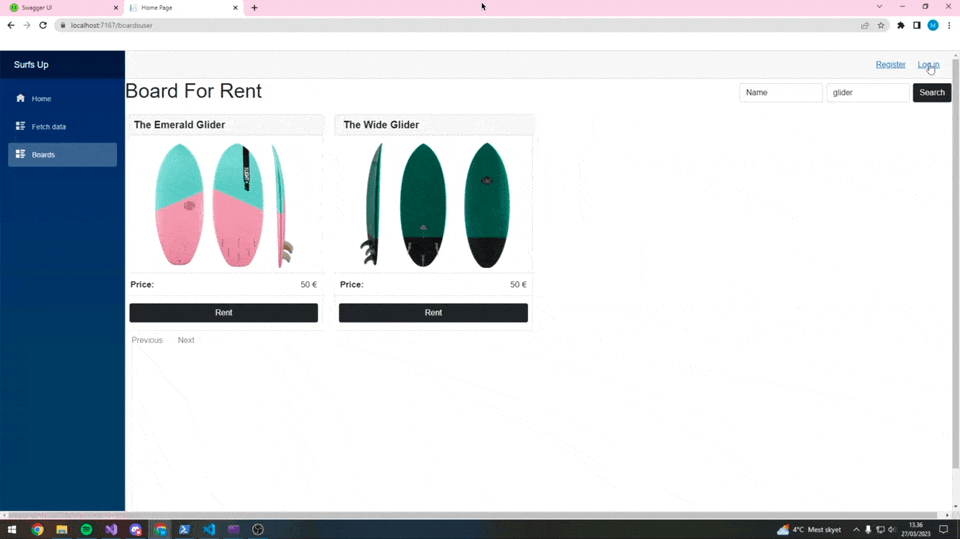 Swagger UI
Home Page
localhost:7167/boardsuser
M
Surfs Up
Register Log in
Home
Fetch data
Boards
Board For Rent
Name
glider
Search
The Emerald Glider
The Wide Glider
Price: 50 €
Price: 50 €
Rent
Rent
Previous Next
4°C Mest skyet
13.36
27/03/2023